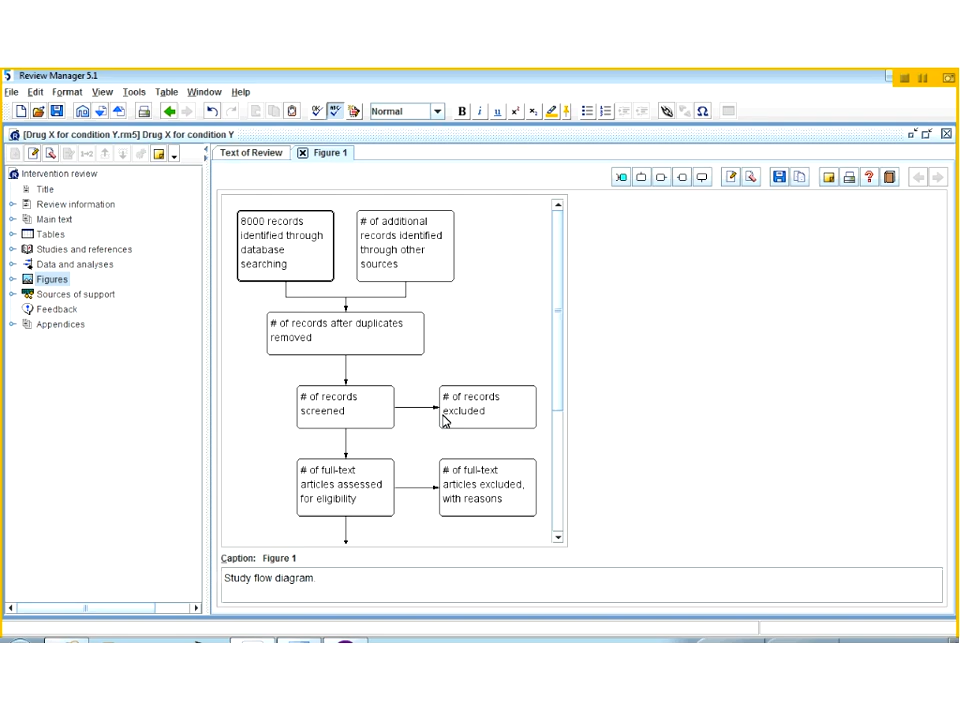 Review Manager 5.1
File Edit Format View Tools Table Window Help
Normal B i u x² x₂ Ω
[Drug X for condition Y.rm5] Drug X for condition Y
Text of Review Figure 1
Intervention review
Title
Review information
Main text
Tables
Studies and references
Data and analyses
Figures
Sources of support
Feedback
Appendices
8000 records
identified through
database
searching
# of additional
records identified
through other
sources
# of records after duplicates
removed
# of records
screened
# of records
excluded
# of full-text
articles assessed
for eligibility
# of full-text
articles excluded,
with reasons
Caption: Figure 1
Study flow diagram.